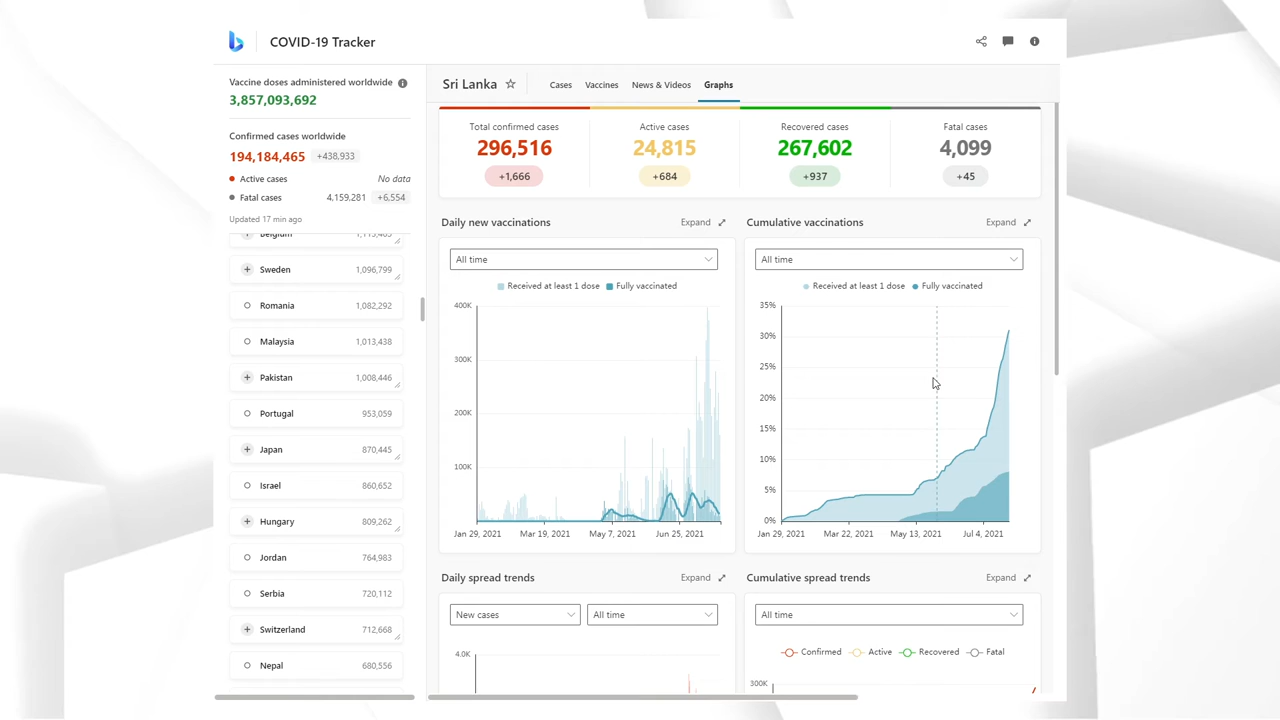 COVID-19 Tracker
Vaccine doses administered worldwide
3,857,093,692
Confirmed cases worldwide
194,184,465 +438,933
Active cases No data
Fatal cases 4,159,281 +6,554
Updated 17 min ago
Belgium
Sweden 1,096,799
Romania 1,082,292
Malaysia 1,013,438
Pakistan 1,008,446
Portugal 953,059
Japan 870,445
Israel 860,652
Hungary 809,262
Jordan 764,983
Serbia 720,112
Switzerland 712,668
Nepal 680,556
Sri Lanka Cases Vaccines News & Videos Graphs
Total confirmed cases Active cases Recovered cases Fatal cases
296,516 24,815 267,602 4,099
+1,666 +684 +937 +45
Daily new vaccinations Expand
All time
Received at least 1 dose Fully vaccinated
400K
300K
200K
100K
Jan 29, 2021 Mar 19, 2021 May 7, 2021 Jun 25, 2021
Cumulative vaccinations Expand
All time
Received at least 1 dose Fully vaccinated
35%
30%
25%
20%
15%
10%
5%
0%
Jan 29, 2021 Mar 22, 2021 May 13, 2021 Jul 4, 2021
Daily spread trends Expand
New cases All time
4.0K
Cumulative spread trends Expand
All time
Confirmed Active Recovered Fatal
300K